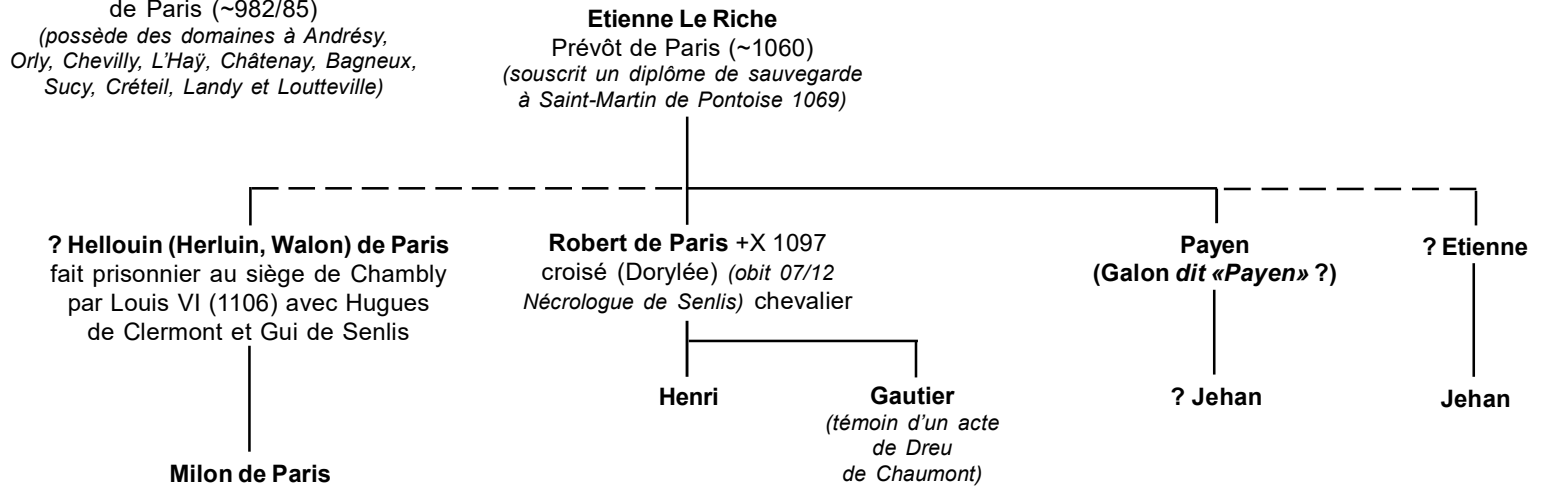 de Paris (~982/85)
(possède des domaines à Andrésy,
Orly, Chevilly, L'Haÿ, Châtenay, Bagneux,
Sucy, Créteil, Landy et Loutteville)
Etienne Le Riche
Prévôt de Paris (~1060)
(souscrit un diplôme de sauvegarde
à Saint-Martin de Pontoise 1069)
? Hellouin (Herluin, Walon) de Paris
fait prisonnier au siège de Chambly
par Louis VI (1106) avec Hugues
de Clermont et Gui de Senlis
Robert de Paris +X 1097
croisé (Dorylée) (obit 07/12
Nécrologue de Senlis) chevalier
Payen
(Galon dit «Payen» ?)
? Etienne
Henri
Gautier
(témoin d'un acte
de Dreu
de Chaumont)
? Jehan
Jehan
Milon de Paris